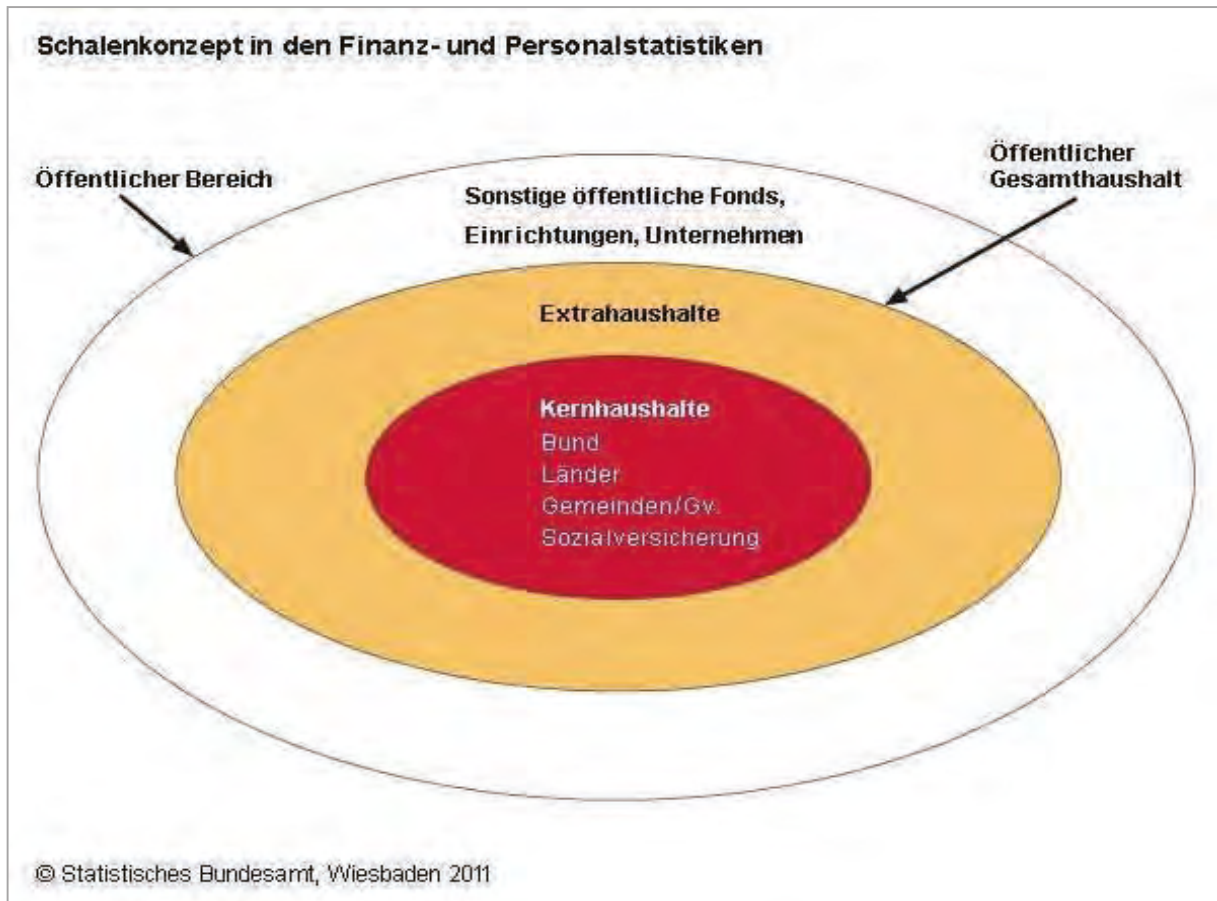 Schalenkonzept in den Finanz- und Personalstatistiken
Öffentlicher Bereich
Öffentlicher
Gesamthaushalt
Sonstige öffentliche Fonds,
Einrichtungen, Unternehmen
Extrahaushalte
Kernhaushalte
Bund
Länder
Gemeinden/Gv.
Sozialversicherung
© Statistisches Bundesamt, Wiesbaden 2011